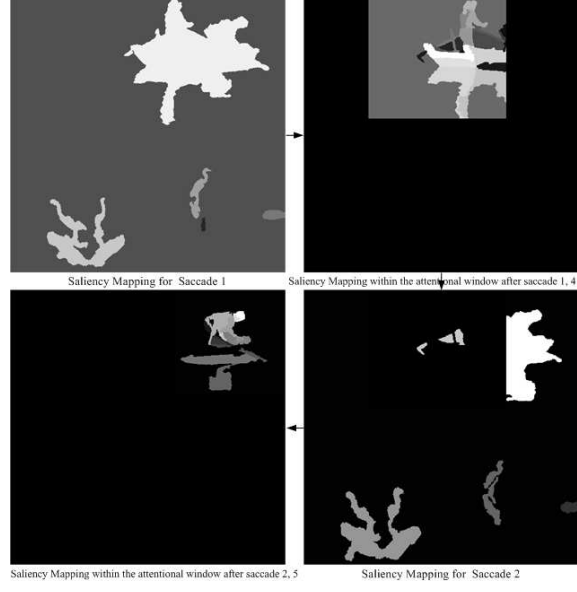 Saliency Mapping for Saccade 1
Saliency Mapping within the attentional window after saccade 1, 4
Saliency Mapping within the attentional window after saccade 2, 5
Saliency Mapping for Saccade 2